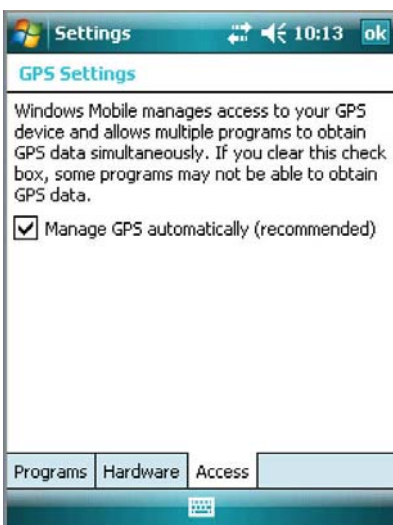 Settings 10:13 ok
GPS Settings
Windows Mobile manages access to your GPS
device and allows multiple programs to obtain
GPS data simultaneously. If you clear this check
box, some programs may not be able to obtain
GPS data.
Manage GPS automatically (recommended)
Programs Hardware Access